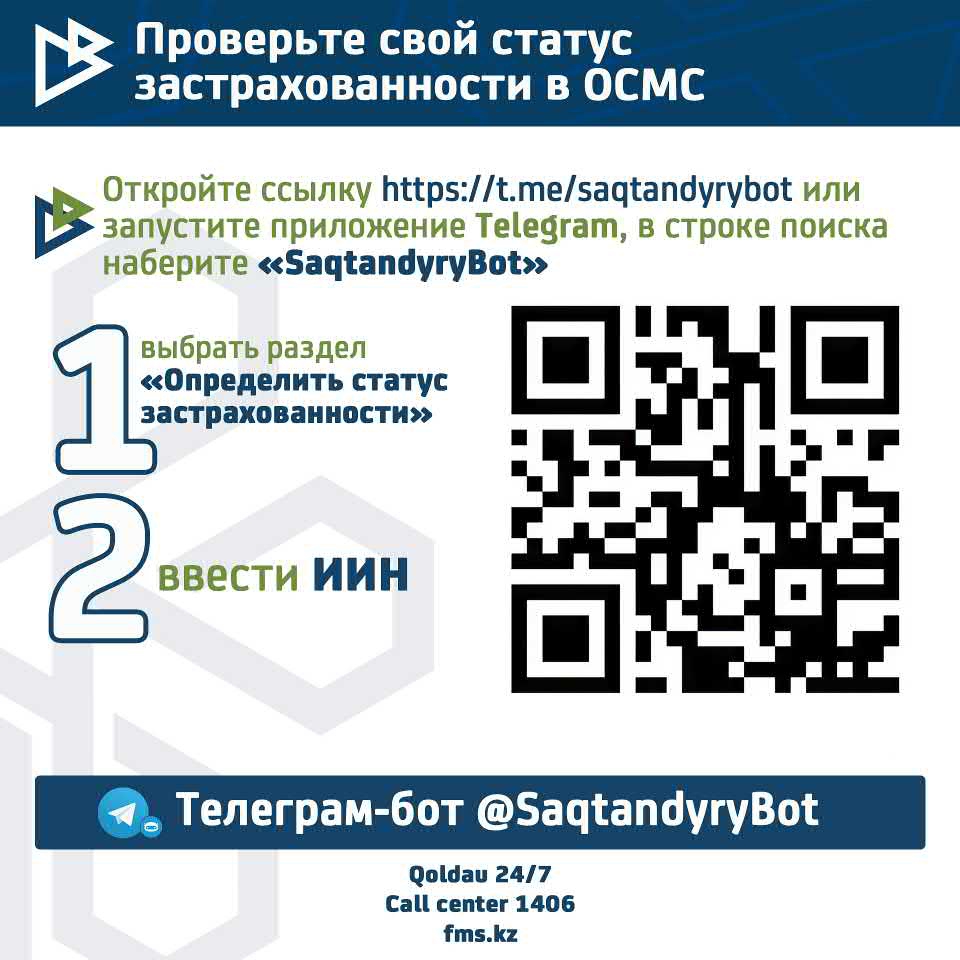 Проверьте свой статус
застрахованности в ОСМС
Откройте ссылку https://t.me/saqtandyrybot или
запустите приложение Telegram, в строке поиска
наберите «SaqtandyryBot»
1
выбрать раздел
«Определить статус
застрахованности»
2
ввести ИИН
Телеграм-бот @SaqtandyryBot
Qoldau 24/7
Call center 1406
fms.kz